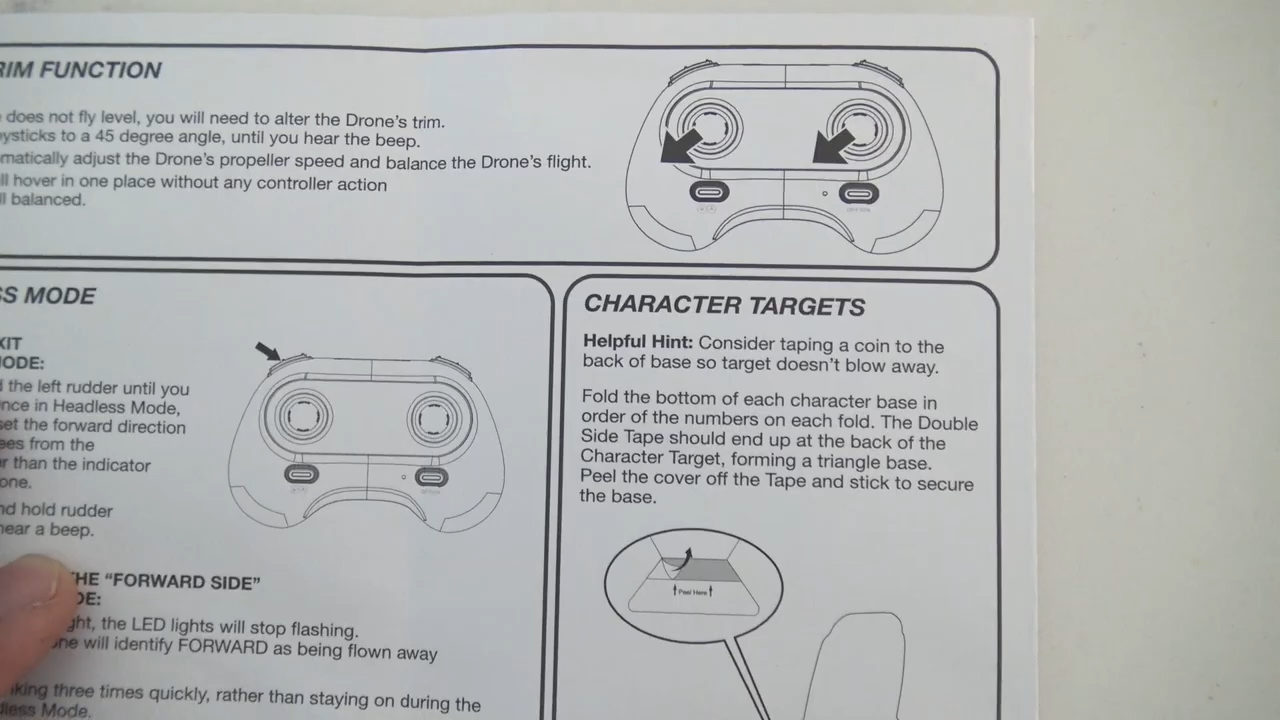 RIM FUNCTION
does not fly level, you will need to alter the Drone's trim.
ysticks to a 45 degree angle, until you hear the beep.
matically adjust the Drone's propeller speed and balance the Drone's flight.
ll hover in one place without any controller action
ll balanced.
SS MODE
XIT
MODE:
the left rudder until you
nce in Headless Mode,
set the forward direction
ees from the
r than the indicator
one.
nd hold rudder
hear a beep.
HE “FORWARD SIDE”
DE:
ght, the LED lights will stop flashing.
one will identify FORWARD as being flown away
nking three times quickly, rather than staying on during the
dless Mode.
CHARACTER TARGETS
Helpful Hint: Consider taping a coin to the
back of base so target doesn't blow away.
Fold the bottom of each character base in
order of the numbers on each fold. The Double
Side Tape should end up at the back of the
Character Target, forming a triangle base.
Peel the cover off the Tape and stick to secure
the base.
Peel Here